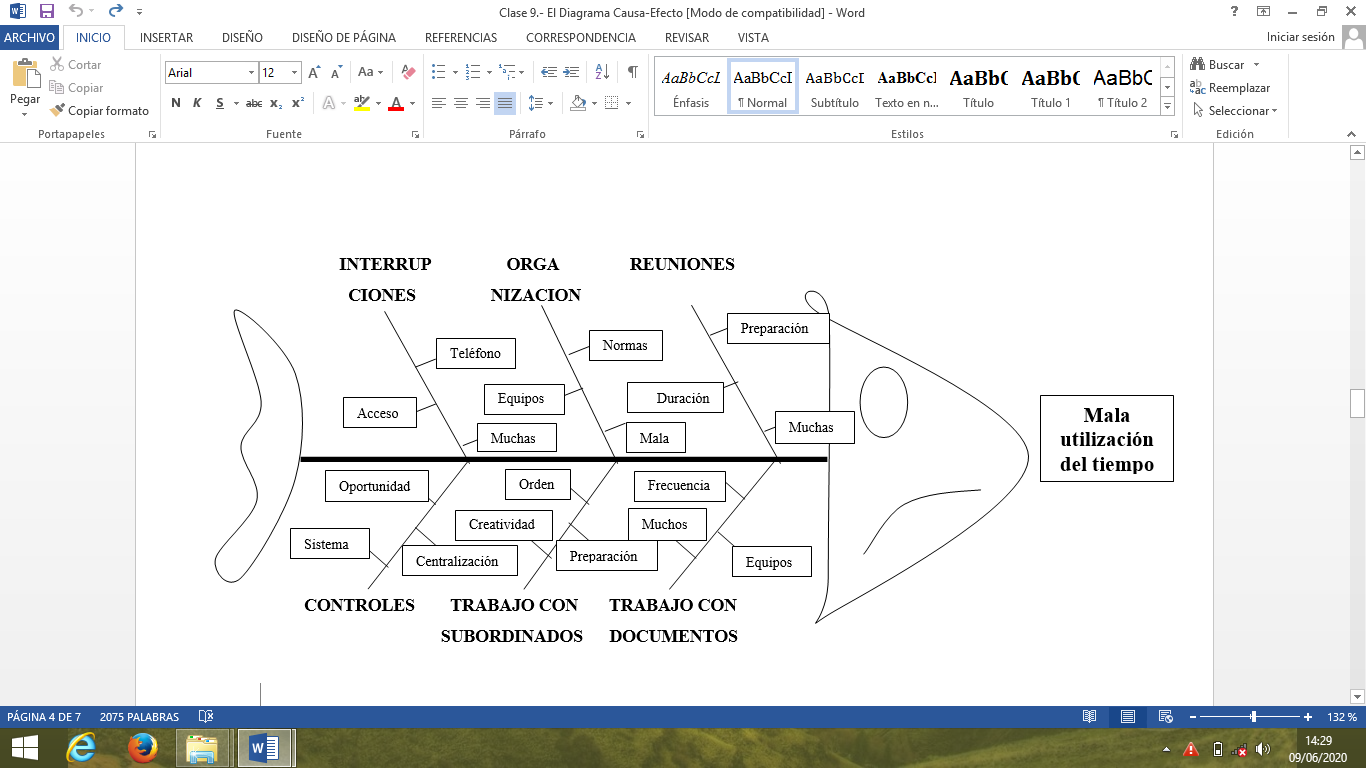 Clase 9.- El Diagrama Causa-Efecto [Modo de compatibilidad] - Word
ARCHIVO INICIO INSERTAR DISEÑO DISEÑO DE PÁGINA REFERENCIAS CORRESPONDENCIA REVISAR VISTA Iniciar sesión
Pegar
Cortar
Copiar
Copiar formato
Portapapeles
Arial 12
N K S abc X₂ X²
Fuente
Párrafo
AaBbCcI AaBbCcI AaBbCcI AaBbCcI AaBbC AaBbC AaBbC
Énfasis ¶ Normal Subtítulo Texto en n... Título Título 1 ¶ Título 2
Estilos
Buscar
Reemplazar
Seleccionar
Edición
INTERRUP
CIONES
ORGA
NIZACION
REUNIONES
Preparación
Normas
Teléfono
Duración
Equipos
Acceso
Muchas
Mala
Muchas
Mala
utilización
del tiempo
Oportunidad
Orden
Frecuencia
Creatividad
Muchos
Sistema
Centralización
Preparación
Equipos
CONTROLES
TRABAJO CON
SUBORDINADOS
TRABAJO CON
DOCUMENTOS
PÁGINA 4 DE 7 2075 PALABRAS 132 %
14:29
09/06/2020